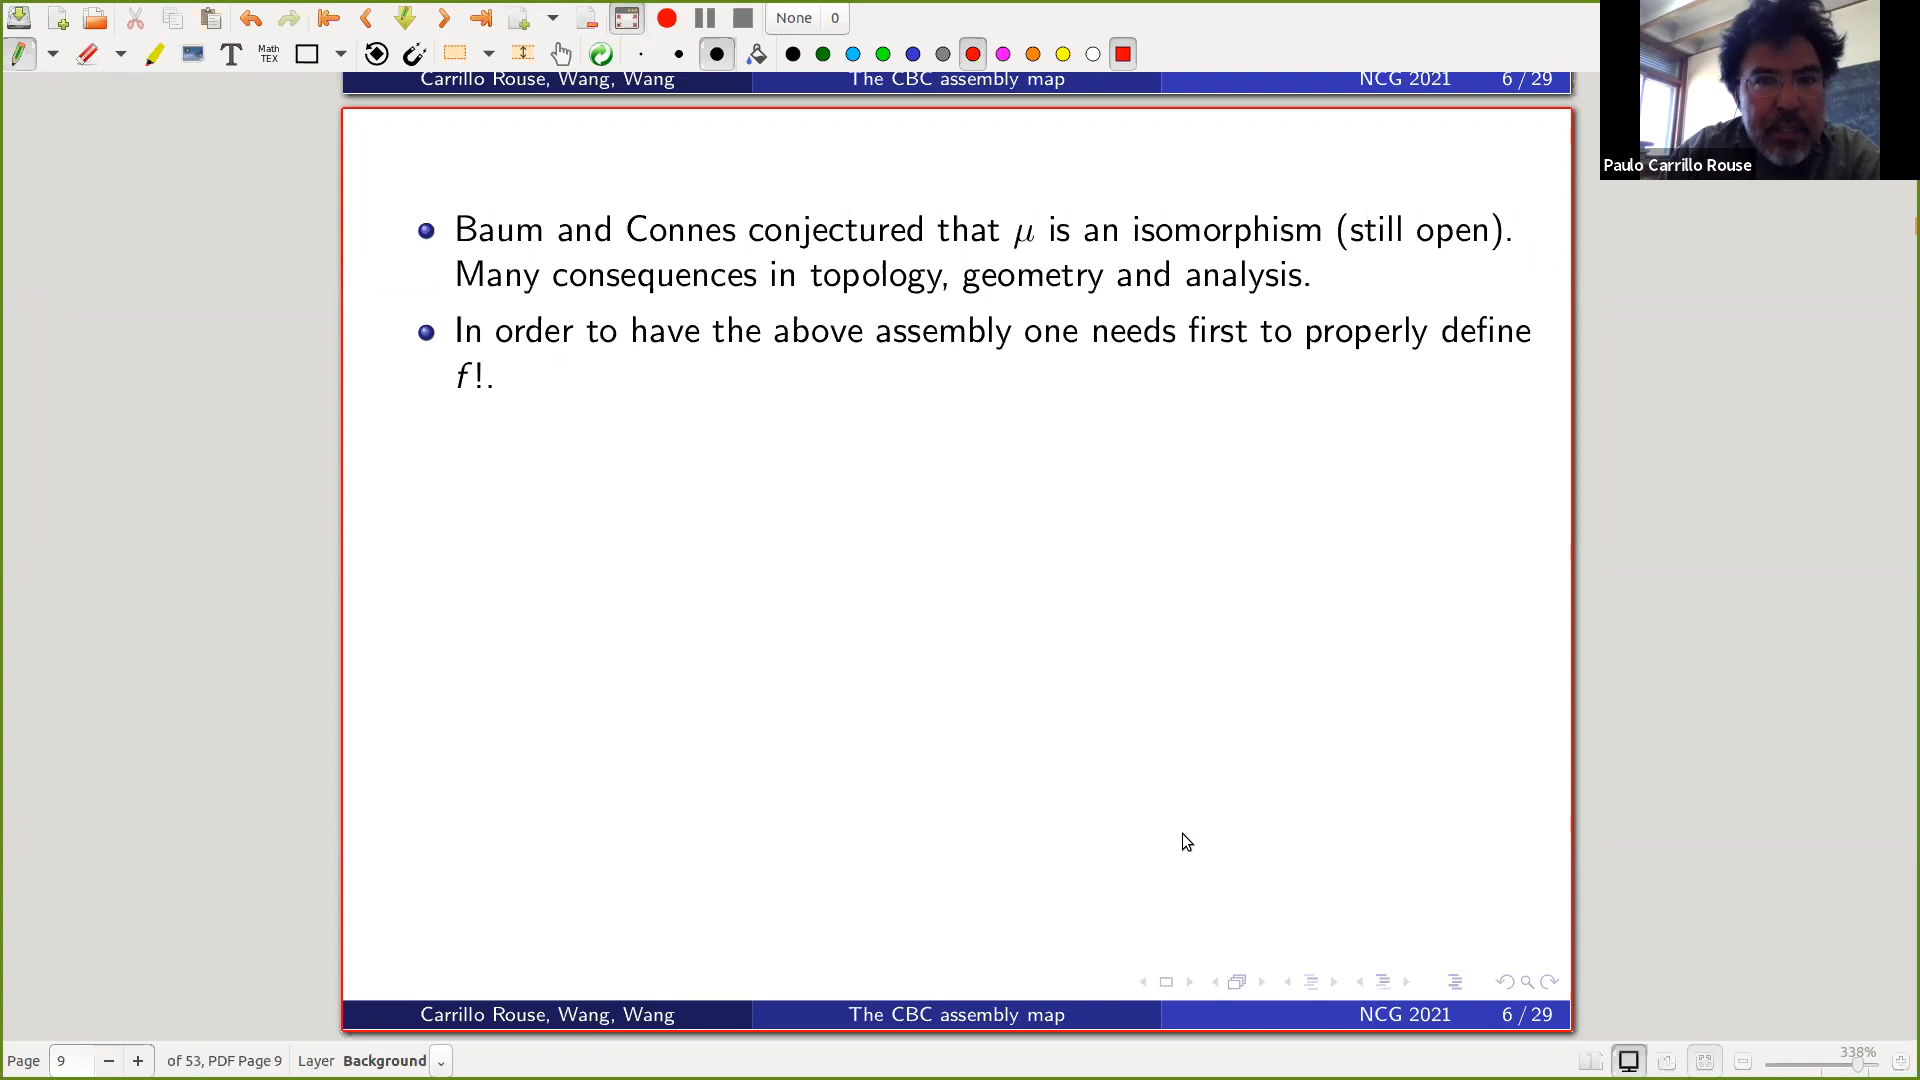 None 0
Math
TEX
T
Carrillo Rouse, Wang, Wang The CBC assembly map NCG 2021 6 / 29
Paulo Carrillo Rouse
Baum and Connes conjectured that μ is an isomorphism (still open).
Many consequences in topology, geometry and analysis.
In order to have the above assembly one needs first to properly define
f!.
Carrillo Rouse, Wang, Wang The CBC assembly map NCG 2021 6 / 29
Page 9 of 53, PDF Page 9 Layer Background 338%